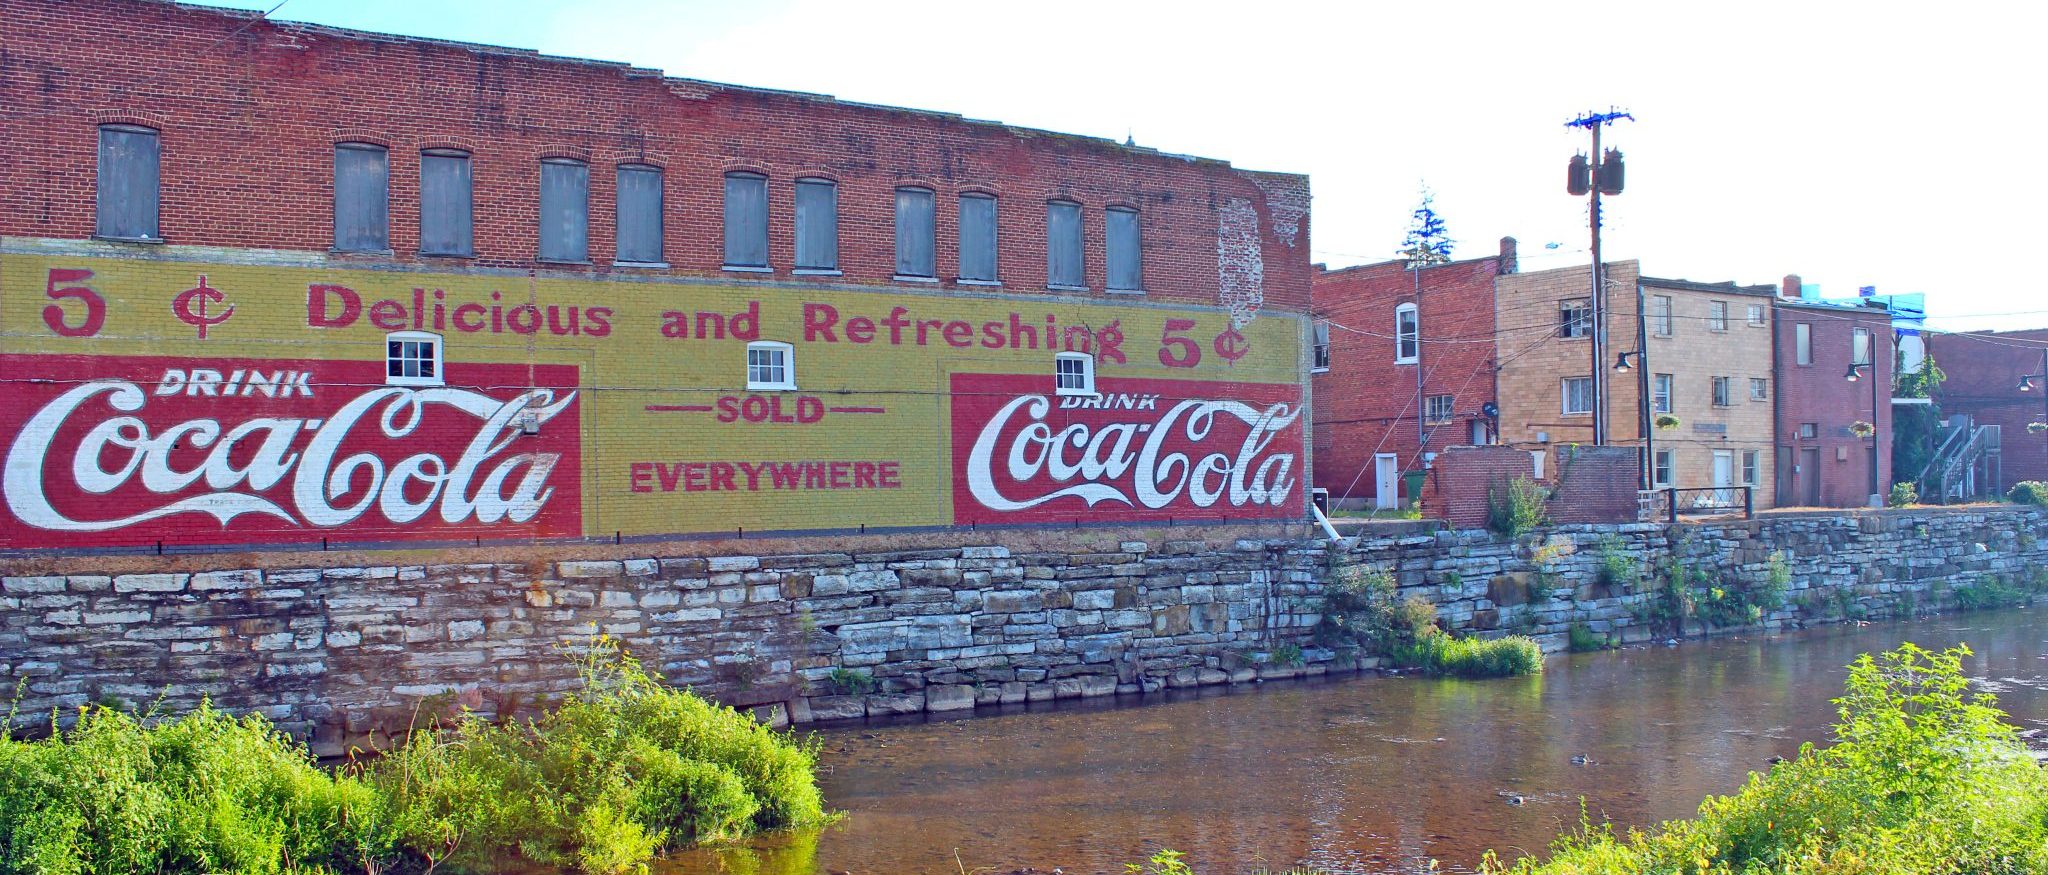 5 ¢ Delicious and Refreshing 5 ¢
DRINK
Coca-Cola
SOLD
EVERYWHERE
DRINK
Coca-Cola